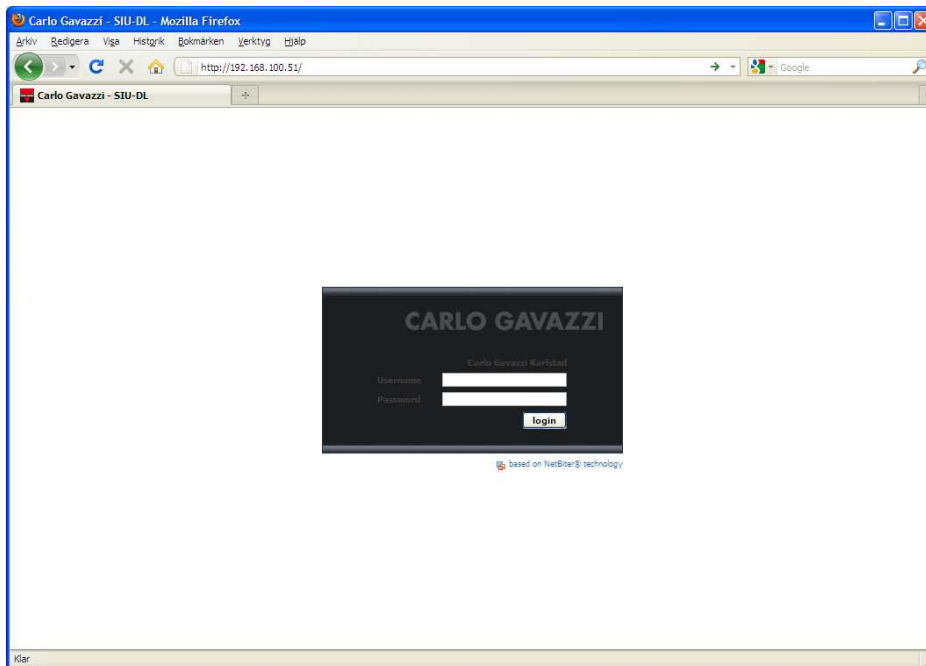 Carlo Gavazzi - SIU-DL - Mozilla Firefox
Arkiv Redigera Visa Historik Bokmärken Verktyg Hjälp
http://192.168.100.51/ Google
Carlo Gavazzi - SIU-DL
CARLO GAVAZZI
Carlo Gavazzi Karlstad
Username
Password
login
based on NetBiter® technology
Klar